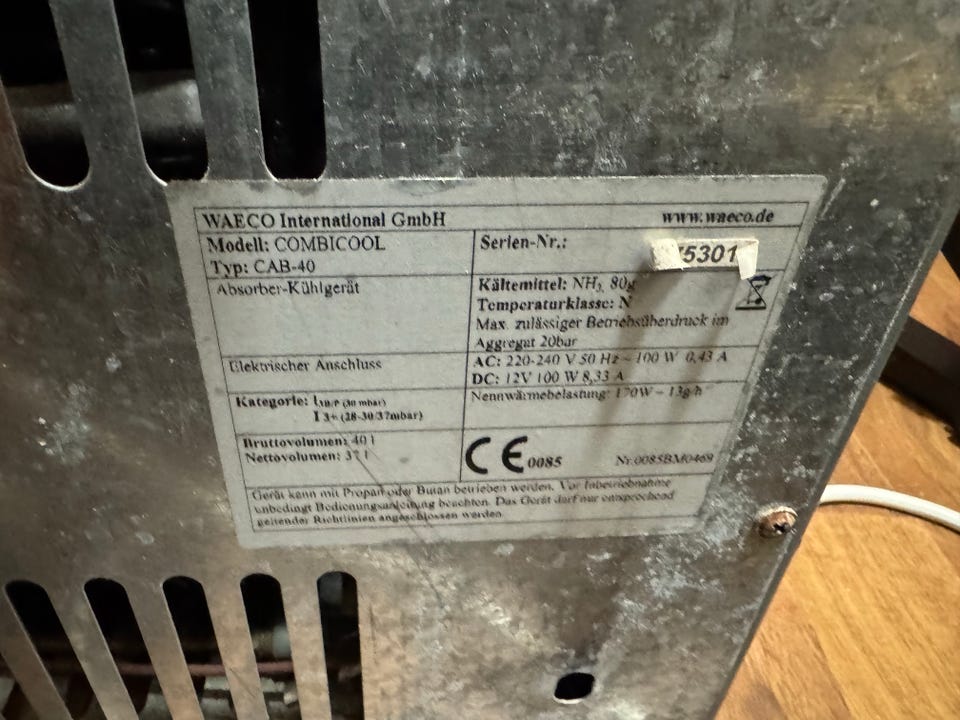 WAECO International GmbH www.waeco.de
Modell: COMBICOOL
Typ: CAB-40
Serien-Nr.: 5301
Absorber-Kühlgerät
Kältemittel: NH3, 80g
Temperaturklasse: N
Max. zulässiger Betriebsüberdruck im
Aggregat 20bar
Elektrischer Anschluss
AC: 220-240 V 50 Hz ~ 100 W 0,43 A
DC: 12V 100 W 8,33 A
Kategorie: I3B/P (30 mbar)
I 3+ (28-30/37mbar)
Nennwärmebelastung: 170W ~ 13g/h
Bruttovolumen: 40 l
Nettovolumen: 37 l
CE 0085 Nr.0085BM0469
Gerät kann mit Propan oder Butan betrieben werden. Vor Inbetriebnahme
unbedingt Bedienungsanleitung beachten. Das Gerät darf nur entsprechend
geltender Richtlinien angeschlossen werden.